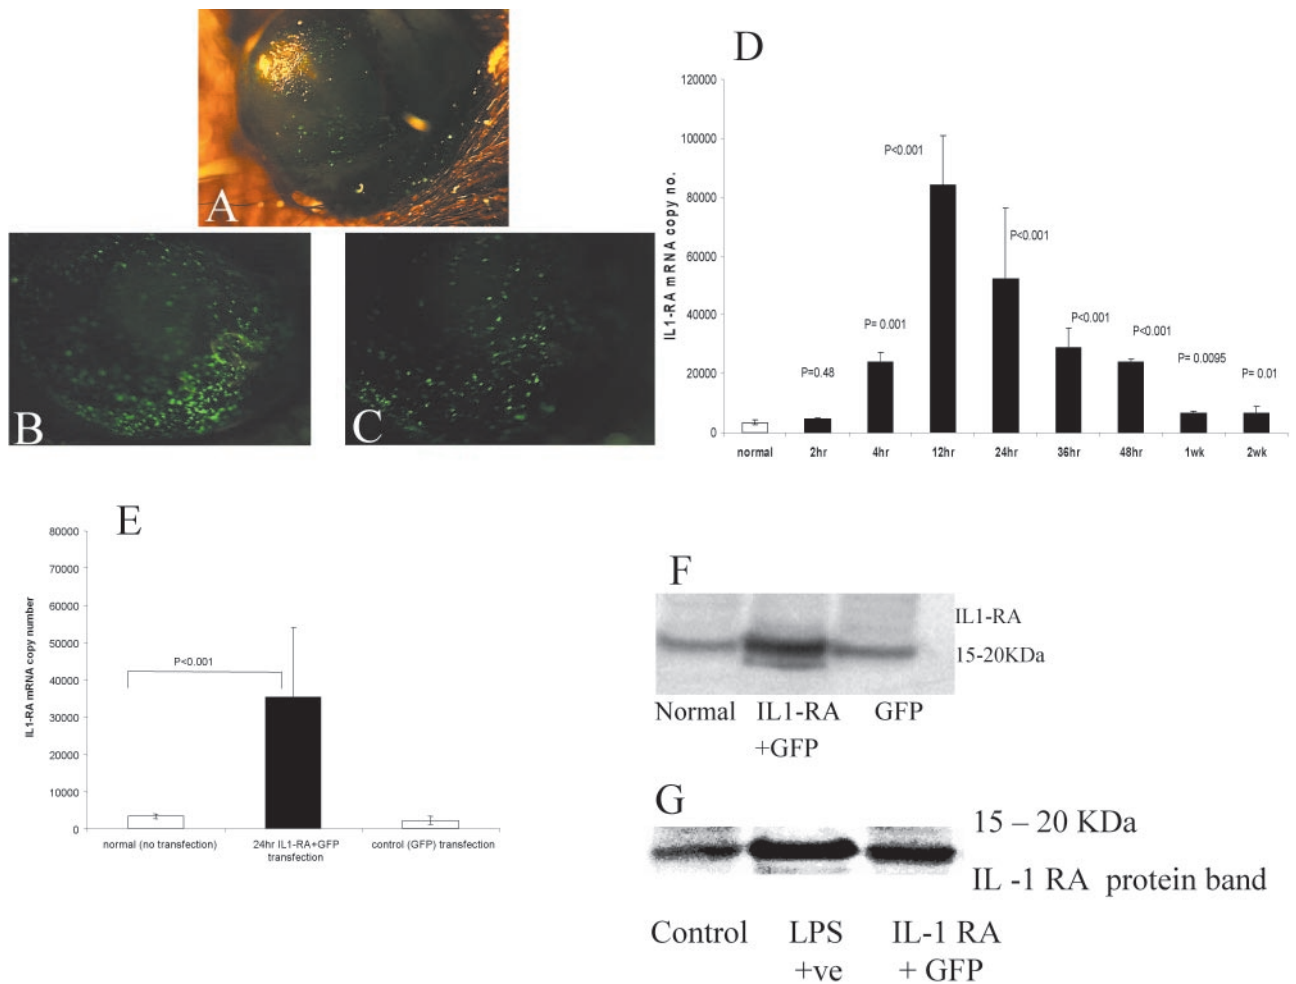 A
B
C
D
IL1-RA mRNA copy no.
120000
100000
80000
60000
40000
20000
0
P=0.48
P= 0.001
P<0.001
P<0.001
P<0.001
P<0.001
P= 0.0095
P= 0.01
normal 2hr 4hr 12hr 24hr 36hr 48hr 1wk 2wk
E
IL1-RA mRNA copy number
80000
70000
60000
50000
40000
30000
20000
10000
0
P<0.001
normal (no transfection) 24hr IL1-RA+GFP control (GFP) transfection
transfection
F
IL1-RA
15-20KDa
Normal IL1-RA GFP
+GFP
G
15 – 20 KDa
IL -1 RA protein band
Control LPS IL-1 RA
+ve + GFP